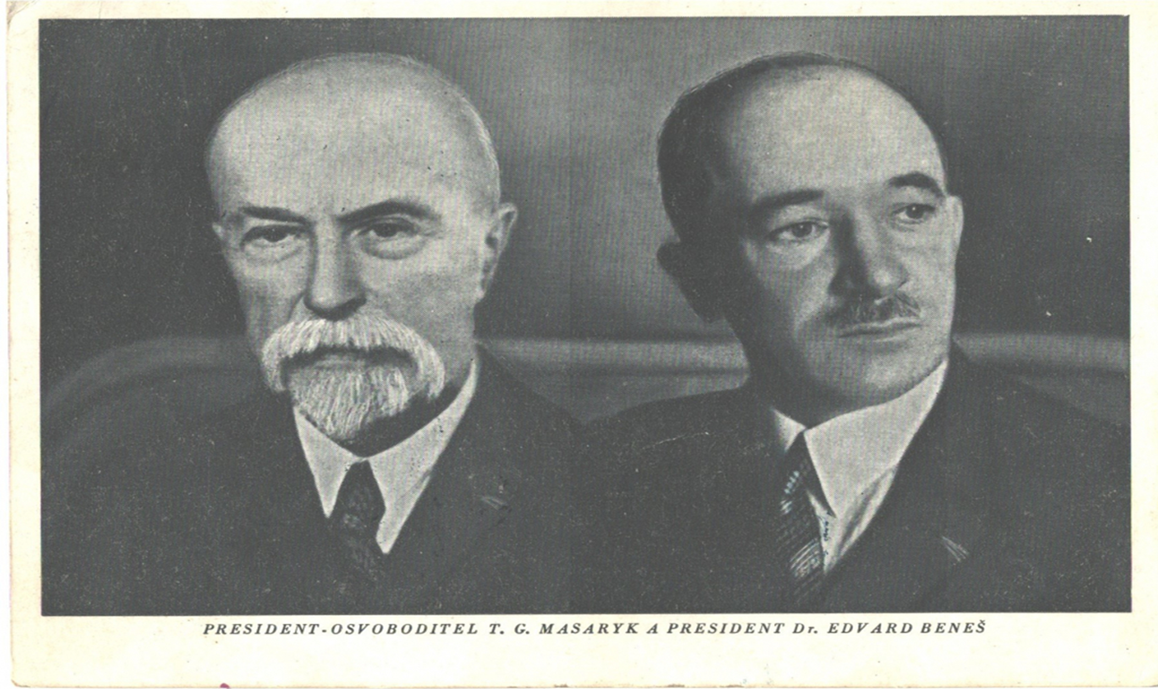 PRESIDENT-OSVOBODITEL T. G. MASARYK A PRESIDENT Dr. EDVARD BENEŠ